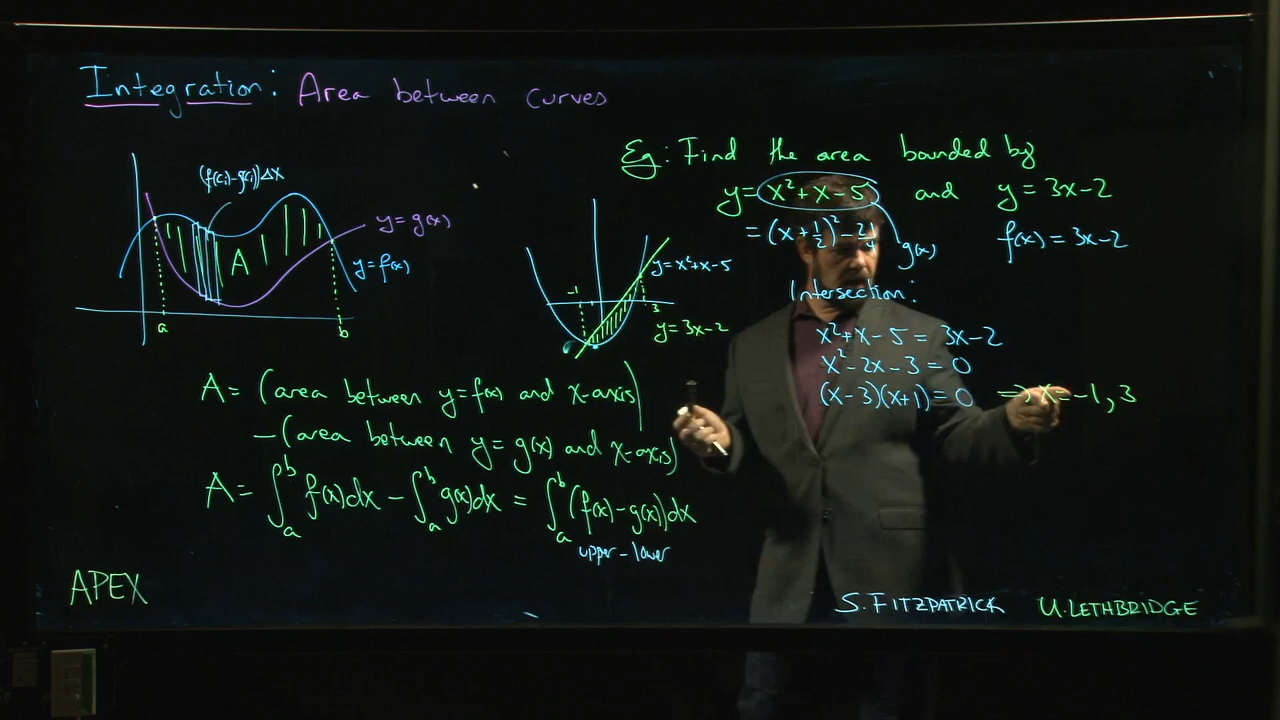 Integration: Area between curves
(f(cᵢ)-g(cᵢ))Δx
y=g(x)
y=f(x)
A
a
b
A= (area between y=f(x) and x-axis)
-(area between y=g(x) and x-axis)
A= ∫ₐᵇ f(x)dx - ∫ₐᵇ g(x)dx = ∫ₐᵇ (f(x)-g(x))dx
upper-lower
APEX
y=x²+x-5
-1
3
y=3x-2
Eg: Find the area bounded by
y= x²+x-5 and y=3x-2
= (x+1/2)²-21/4
g(x)
f(x)=3x-2
Intersection:
x²+x-5=3x-2
x²-2x-3=0
(x-3)(x+1)=0 ⇒ x=-1,3
S. FITZPATRICK U. LETHBRIDGE